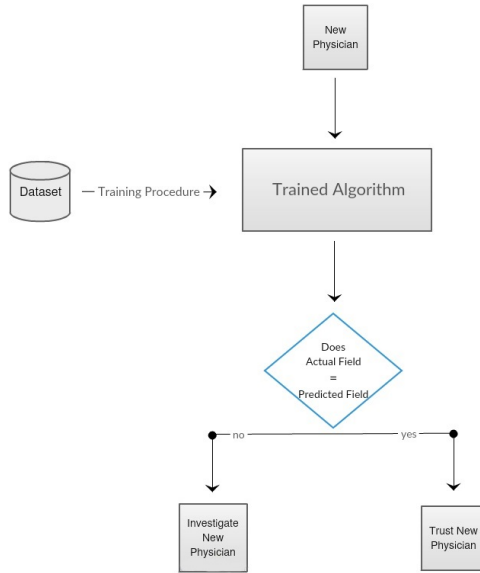 New
Physician
Dataset
Training Procedure
Trained Algorithm
Does
Actual Field
=
Predicted Field
no
yes
Investigate
New
Physician
Trust New
Physician